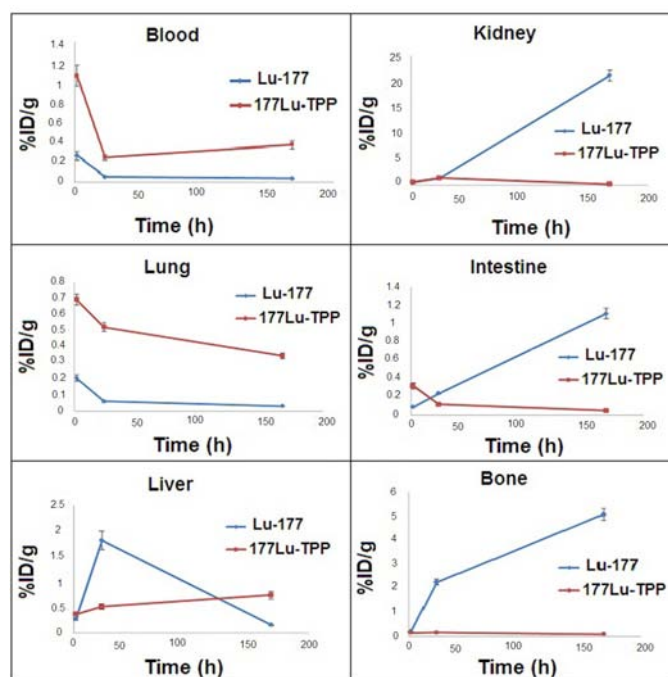 Blood
1.4
1.2
1
0.8
0.6
0.4
0.2
0
%ID/g
Lu-177
177Lu-TPP
0
50
100
150
200
Time (h)
Kidney
25
20
15
10
5
0
%ID/g
Lu-177
177Lu-TPP
0
50
100
150
200
Time (h)
Lung
0.8
0.7
0.6
0.5
0.4
0.3
0.2
0.1
0
%ID/g
Lu-177
177Lu-TPP
0
50
100
150
200
Time (h)
Intestine
1.4
1.2
1
0.8
0.6
0.4
0.2
0
%ID/g
Lu-177
177Lu-TPP
0
50
100
150
200
Time (h)
Liver
2.5
2
1.5
1
0.5
0
%ID/g
Lu-177
177Lu-TPP
0
50
100
150
200
Time (h)
Bone
6
5
4
3
2
1
0
%ID/g
Lu-177
177Lu-TPP
0
50
100
150
200
Time (h)